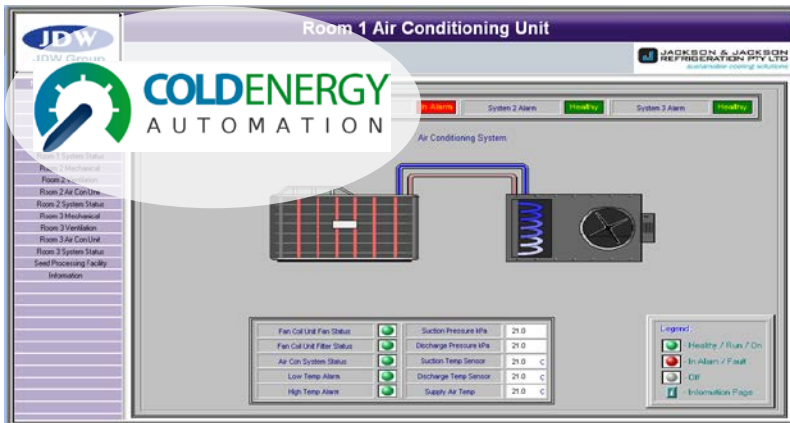 Room 1 Air Conditioning Unit
JDW
JDW Group
JACKSON & JACKSON
REFRIGERATION PTY LTD
sustainable cooling solutions
COLDENERGY
AUTOMATION
In Alarm
System 2 Alarm
Healthy
System 3 Alarm
Healthy
Air Conditioning System
Room 1 System Status
Room 2 Mechanical
Room 2 Ventilation
Room 2 Air Con Unit
Room 2 System Status
Room 3 Mechanical
Room 3 Ventilation
Room 3 Air Con Unit
Room 3 System Status
Seed Processing Facility
Information
Fan Coil Unit Fan Status
Suction Pressure kPa
21.0
Fan Coil Unit Filter Status
Discharge Pressure kPa
21.0
Air Con System Status
Suction Temp Sensor
21.0 C
Low Temp Alarm
Discharge Temp Sensor
21.0 C
High Temp Alarm
Supply Air Temp
21.0 C
Legend
- Healthy / Run / On
- In Alarm / Fault
- Off
- Information Page